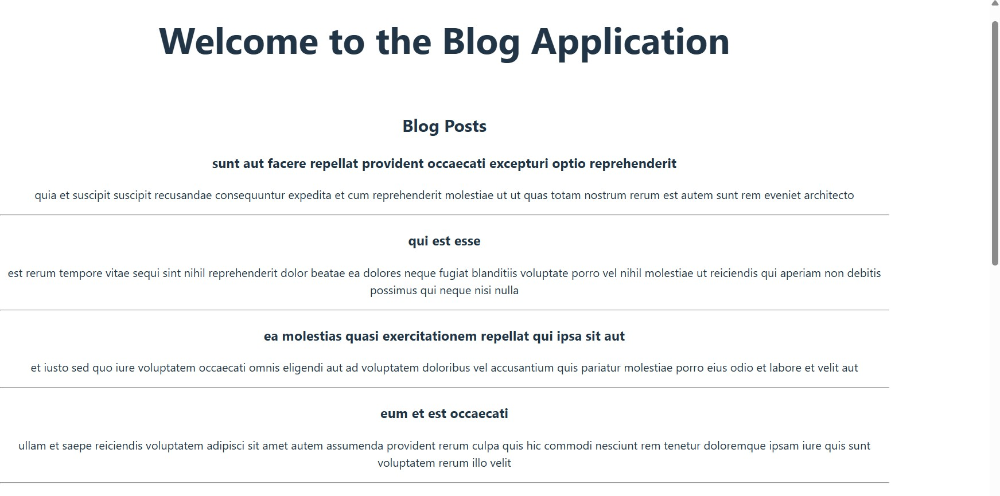 Welcome to the Blog Application
Blog Posts
sunt aut facere repellat provident occaecati excepturi optio reprehenderit
quia et suscipit suscipit recusandae consequuntur expedita et cum reprehenderit molestiae ut ut quas totam nostrum rerum est autem sunt rem eveniet architecto
qui est esse
est rerum tempore vitae sequi sint nihil reprehenderit dolor beatae ea dolores neque fugiat blanditiis voluptate porro vel nihil molestiae ut reiciendis qui aperiam non debitis
possimus qui neque nisi nulla
ea molestias quasi exercitationem repellat qui ipsa sit aut
et iusto sed quo iure voluptatem occaecati omnis eligendi aut ad voluptatem doloribus vel accusantium quis pariatur molestiae porro eius odio et labore et velit aut
eum et est occaecati
ullam et saepe reiciendis voluptatem adipisci sit amet autem assumenda provident rerum culpa quis hic commodi nesciunt rem tenetur doloremque ipsam iure quis sunt
voluptatem rerum illo velit